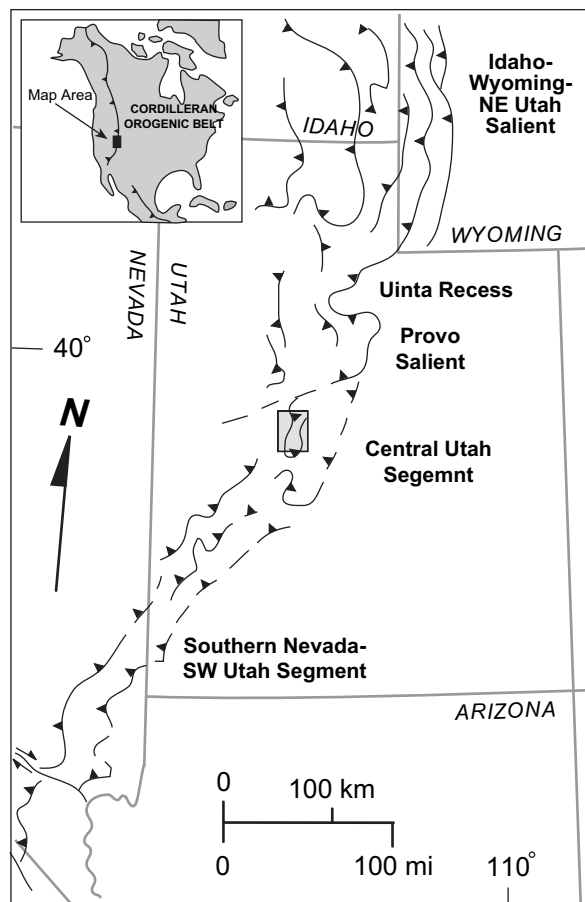 Map Area
CORDILLERAN
OROGENIC BELT
Idaho-
Wyoming-
NE Utah
Salient
IDAHO
WYOMING
NEVADA
UTAH
Uinta Recess
40°
Provo
Salient
N
Central Utah
Segemnt
Southern Nevada-
SW Utah Segment
ARIZONA
0
100 km
0
100 mi
110°